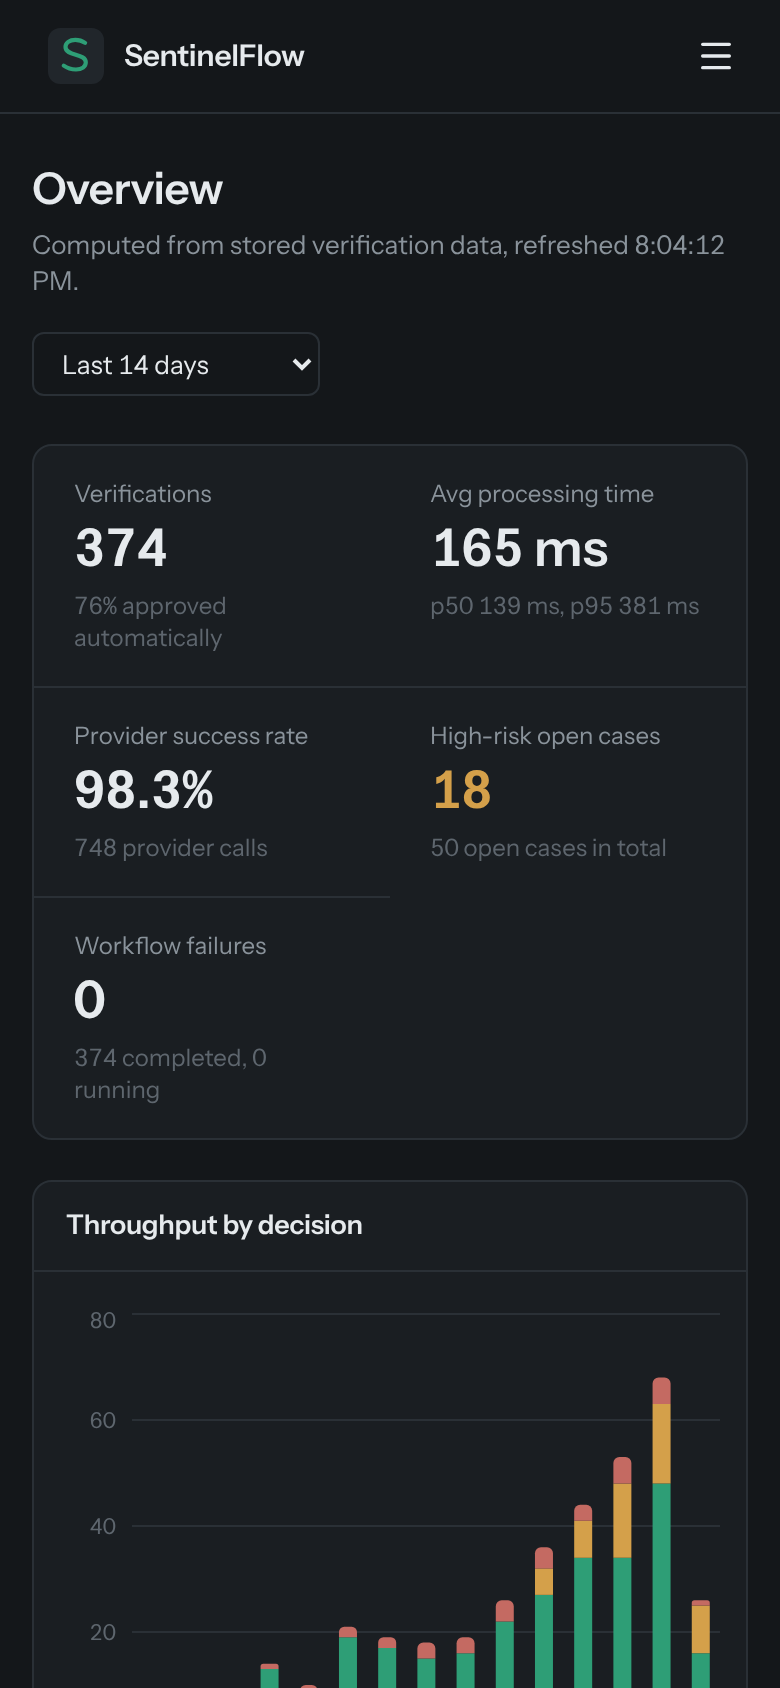 SentinelFlow
Overview
Computed from stored verification data, refreshed 8:04:12
PM.
Last 14 days
Verifications
374
76% approved
automatically
Avg processing time
165 ms
p50 139 ms, p95 381 ms
Provider success rate
98.3%
748 provider calls
High-risk open cases
18
50 open cases in total
Workflow failures
0
374 completed, 0
running
Throughput by decision
80
60
40
20